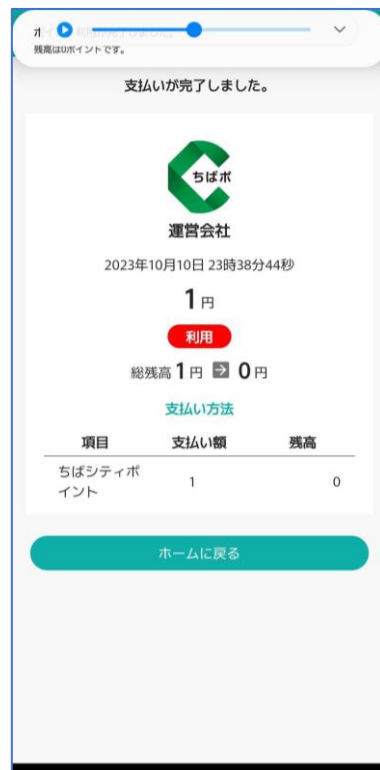 残高は0ポイントです。
支払いが完了しました。
ちばポ
運営会社
2023年10月10日 23時38分44秒
1 円
利用
総残高 1 円 → 0 円
支払い方法
項目 支払い額 残高
ちばシティポ
イント 1 0
ホームに戻る